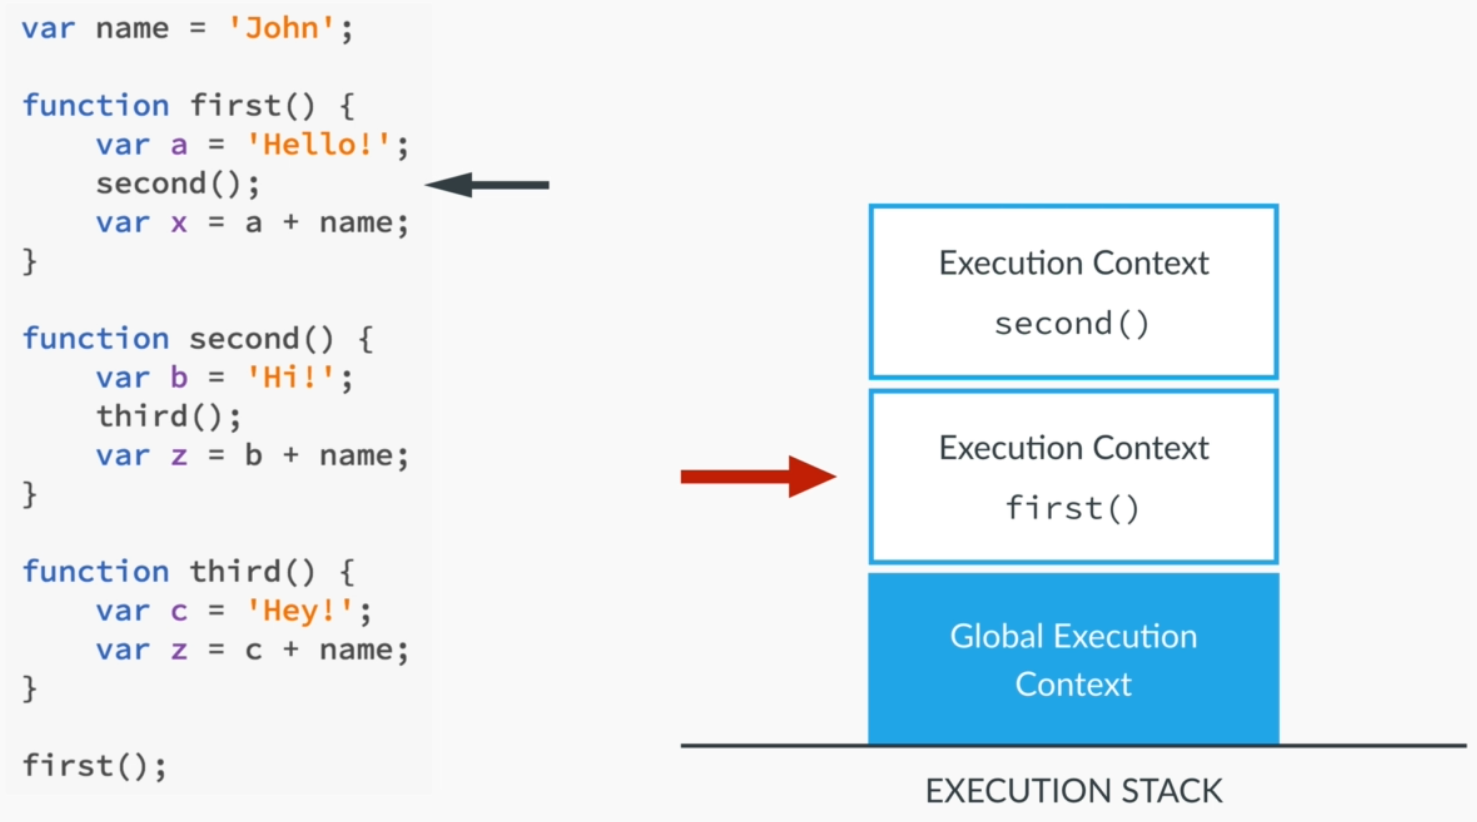 var name = 'John';
function first() {
    var a = 'Hello!';
    second();
    var x = a + name;
}
function second() {
    var b = 'Hi!';
    third();
    var z = b + name;
}
function third() {
    var c = 'Hey!';
    var z = c + name;
}
first();
Execution Context
second()
Execution Context
first()
Global Execution
Context
EXECUTION STACK